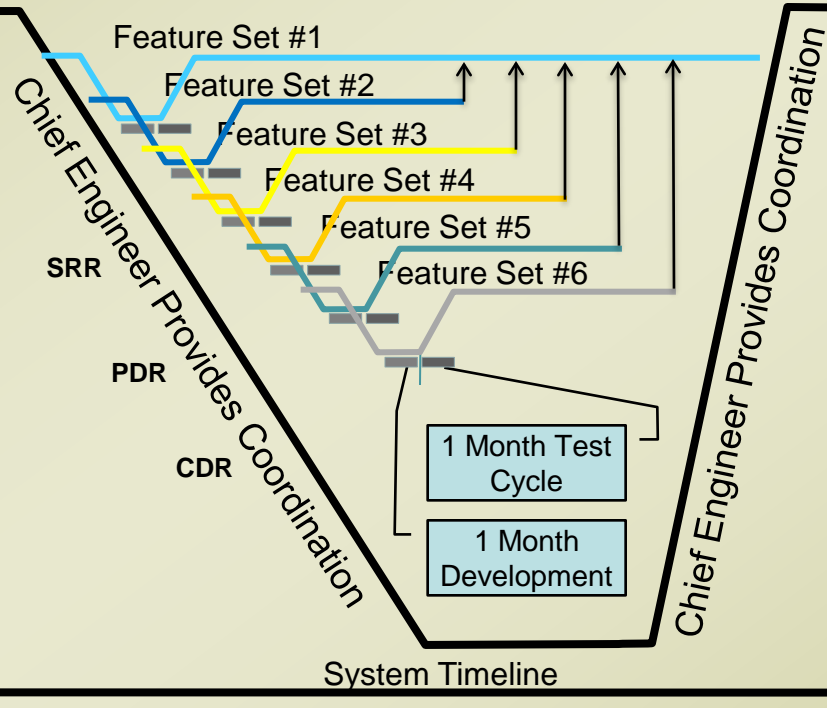 Feature Set #1
Feature Set #2
Feature Set #3
Feature Set #4
Feature Set #5
Feature Set #6
Chief Engineer Provides Coordination
SRR
PDR
CDR
1 Month Test
Cycle
1 Month
Development
Chief Engineer Provides Coordination
System Timeline